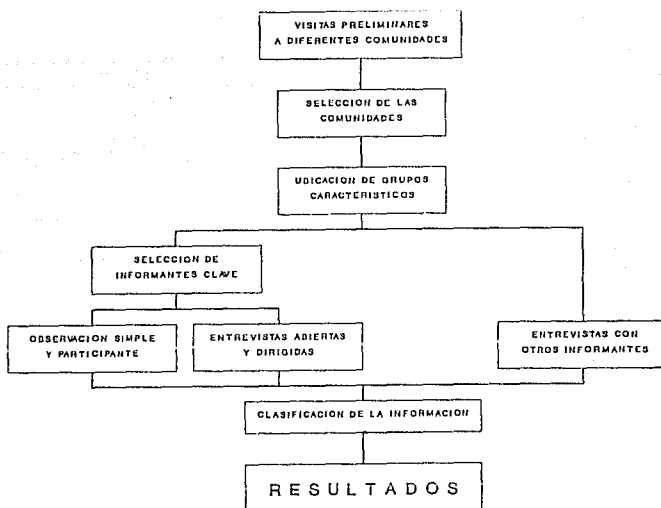 VISITAS PRELIMINARES
A DIFERENTES COMUNIDADES
SELECCION DE LAS
COMUNIDADES
UBICACION DE GRUPOS
CARACTERISTICOS
SELECCION DE
INFORMANTES CLAVE
OBSERVACION SIMPLE
Y PARTICIPANTE
ENTREVISTAS ABIERTAS
Y DIRIGIDAS
ENTREVISTAS CON
OTROS INFORMANTES
CLASIFICACION DE LA INFORMACION
RESULTADOS